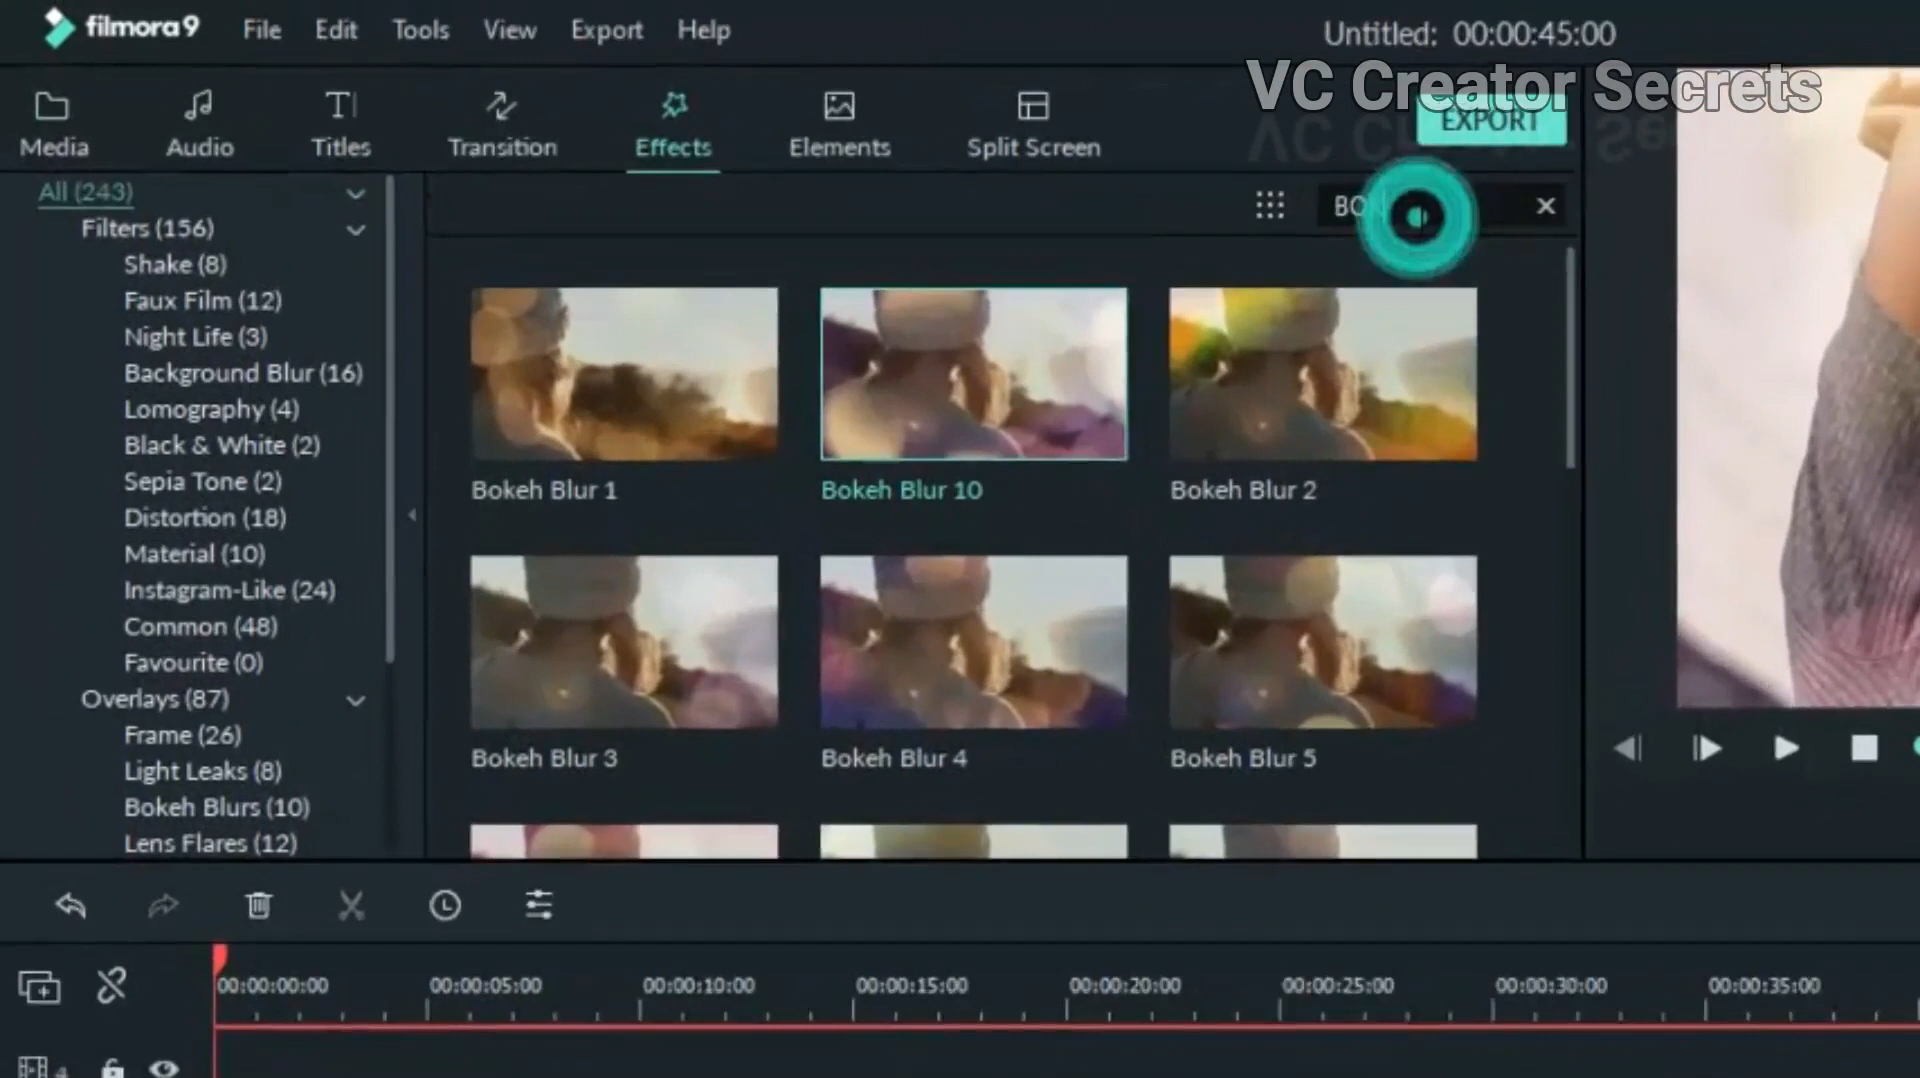 filmora9 File Edit Tools View Export Help Untitled: 00:00:45:00
VC Creator Secrets
Media Audio Titles Transition Effects Elements Split Screen EXPORT
All (243)
Filters (156)
Shake (8)
Faux Film (12)
Night Life (3)
Background Blur (16)
Lomography (4)
Black & White (2)
Sepia Tone (2)
Distortion (18)
Material (10)
Instagram-Like (24)
Common (48)
Favourite (0)
Overlays (87)
Frame (26)
Light Leaks (8)
Bokeh Blurs (10)
Lens Flares (12)
Bokeh Blur 1 Bokeh Blur 10 Bokeh Blur 2
Bokeh Blur 3 Bokeh Blur 4 Bokeh Blur 5
00:00:00:00 00:00:05:00 00:00:10:00 00:00:15:00 00:00:20:00 00:00:25:00 00:00:30:00 00:00:35:00